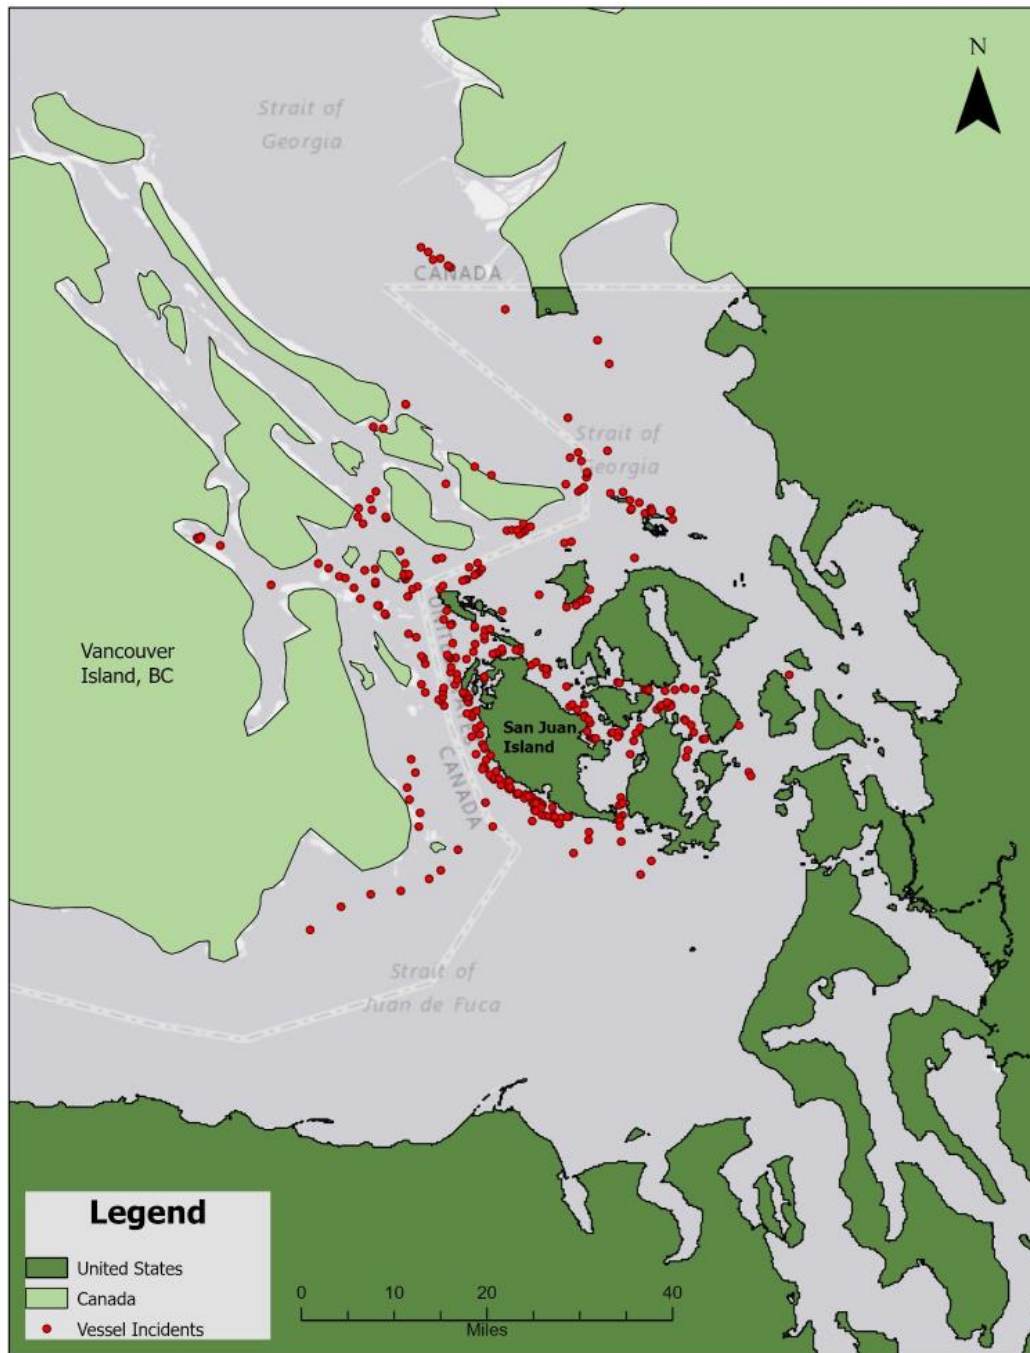 N
Strait of
Georgia
CANADA
Strait of
Georgia
Vancouver
Island, BC
San Juan
Island
CANADA
Strait of
Juan de Fuca
Legend
United States
Canada
Vessel Incidents
0 10 20 40
Miles